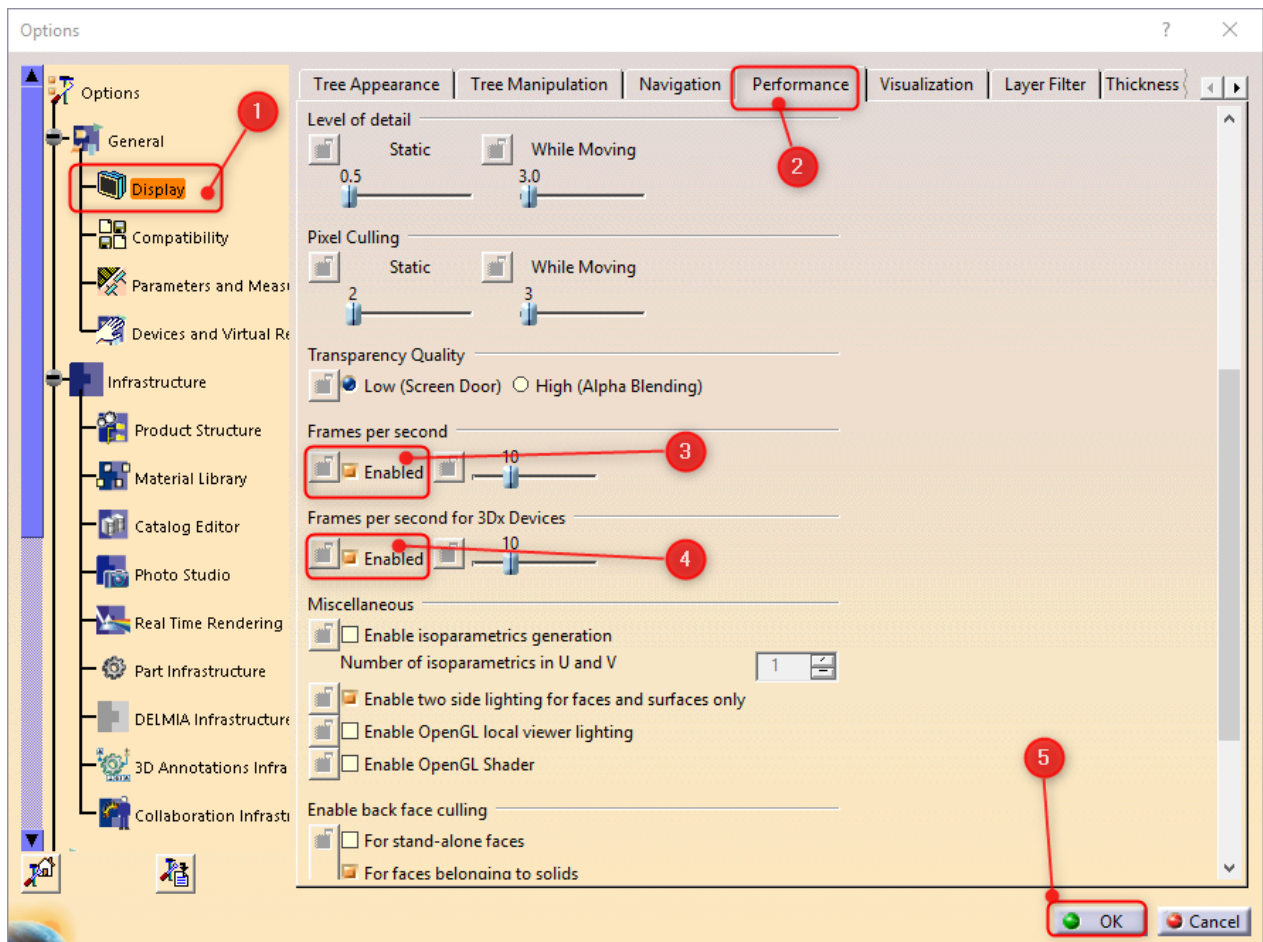 Options
?
Options
General
Display
Compatibility
Parameters and Measu
Devices and Virtual Re
Infrastructure
Product Structure
Material Library
Catalog Editor
Photo Studio
Real Time Rendering
Part Infrastructure
DELMIA Infrastructure
3D Annotations Infra
Collaboration Infrastr
1
Tree Appearance Tree Manipulation Navigation Performance Visualization Layer Filter Thickness
2
Level of detail
Static While Moving
0.5 3.0
Pixel Culling
Static While Moving
2 3
Transparency Quality
Low (Screen Door) High (Alpha Blending)
Frames per second
Enabled 10
3
Frames per second for 3Dx Devices
Enabled 10
4
Miscellaneous
Enable isoparametrics generation
Number of isoparametrics in U and V 1
Enable two side lighting for faces and surfaces only
Enable OpenGL local viewer lighting
Enable OpenGL Shader
Enable back face culling
For stand-alone faces
For faces belonging to solids
5
OK Cancel